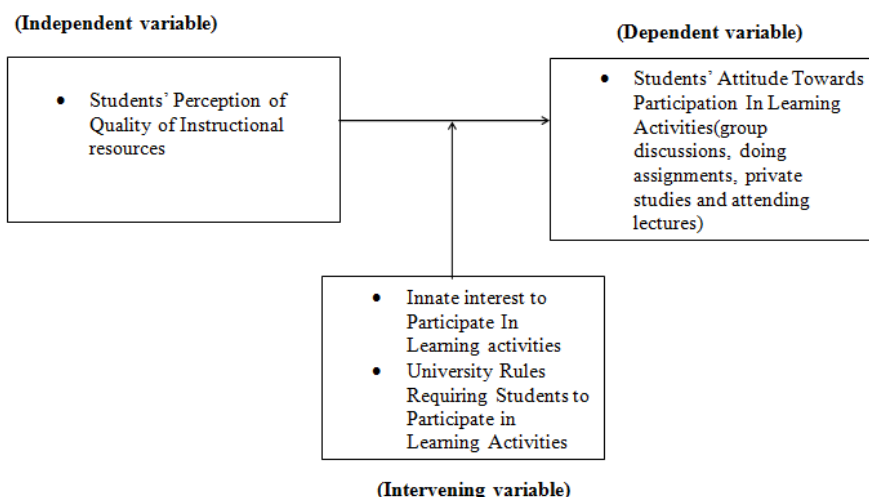 (Independent variable)
(Dependent variable)
• Students’ Perception of
Quality of Instructional
resources
• Students’ Attitude Towards
Participation In Learning
Activities(group
discussions, doing
assignments, private
studies and attending
lectures)
• Innate interest to
Participate In
Learning activities
• University Rules
Requiring Students to
Participate in
Learning Activities
(Intervening variable)